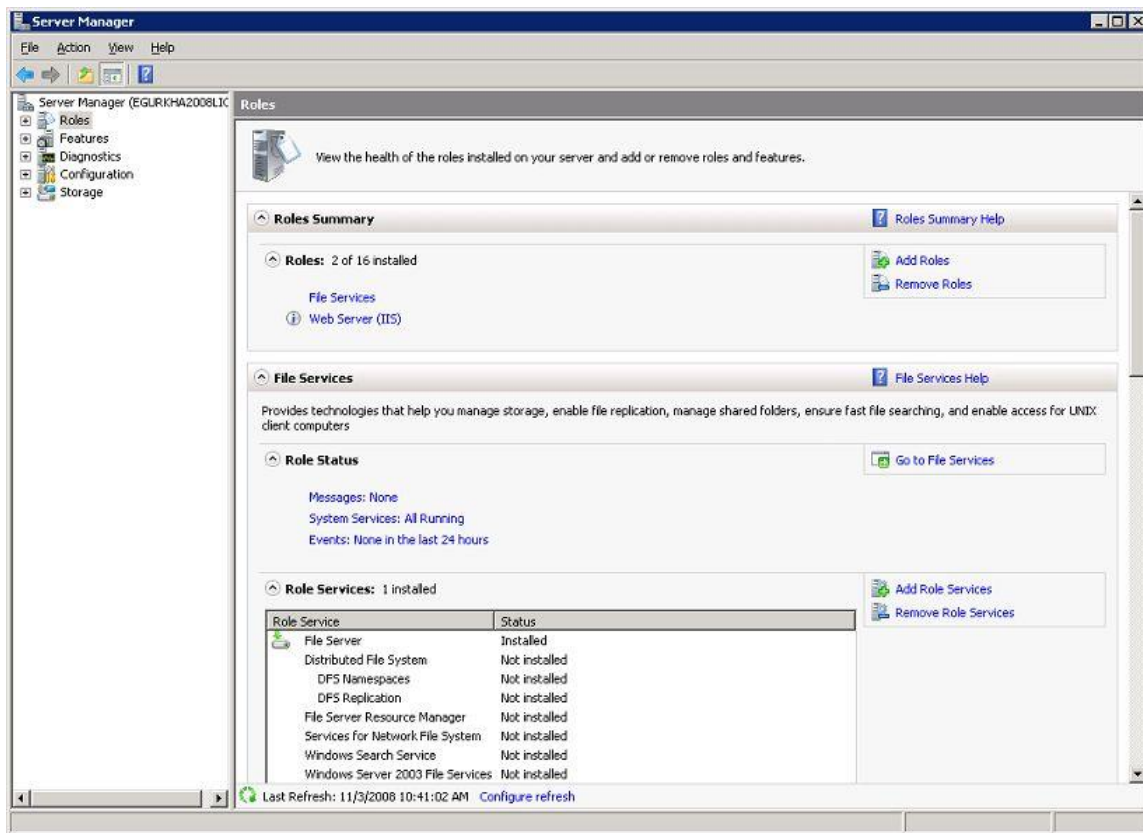 Server Manager
File Action View Help
Server Manager (EGURKHA2008LIC
Roles
Features
Diagnostics
Configuration
Storage
Roles
View the health of the roles installed on your server and add or remove roles and features.
Roles Summary
Roles Summary Help
Roles: 2 of 16 installed
Add Roles
Remove Roles
File Services
Web Server (IIS)
File Services
File Services Help
Provides technologies that help you manage storage, enable file replication, manage shared folders, ensure fast file searching, and enable access for UNIX
client computers
Role Status
Go to File Services
Messages: None
System Services: All Running
Events: None in the last 24 hours
Role Services: 1 installed
Add Role Services
Remove Role Services
Role Service Status
File Server Installed
Distributed File System Not installed
DFS Namespaces Not installed
DFS Replication Not installed
File Server Resource Manager Not installed
Services for Network File System Not installed
Windows Search Service Not installed
Windows Server 2003 File Services Not installed
Last Refresh: 11/3/2008 10:41:02 AM Configure refresh